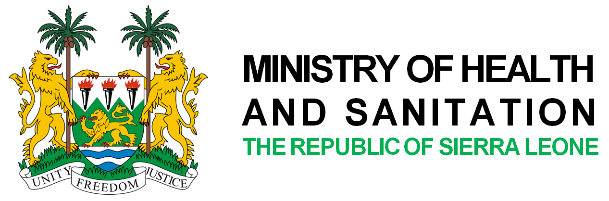 MINISTRY OF HEALTH
AND SANITATION
THE REPUBLIC OF SIERRA LEONE
UNITY FREEDOM JUSTICE